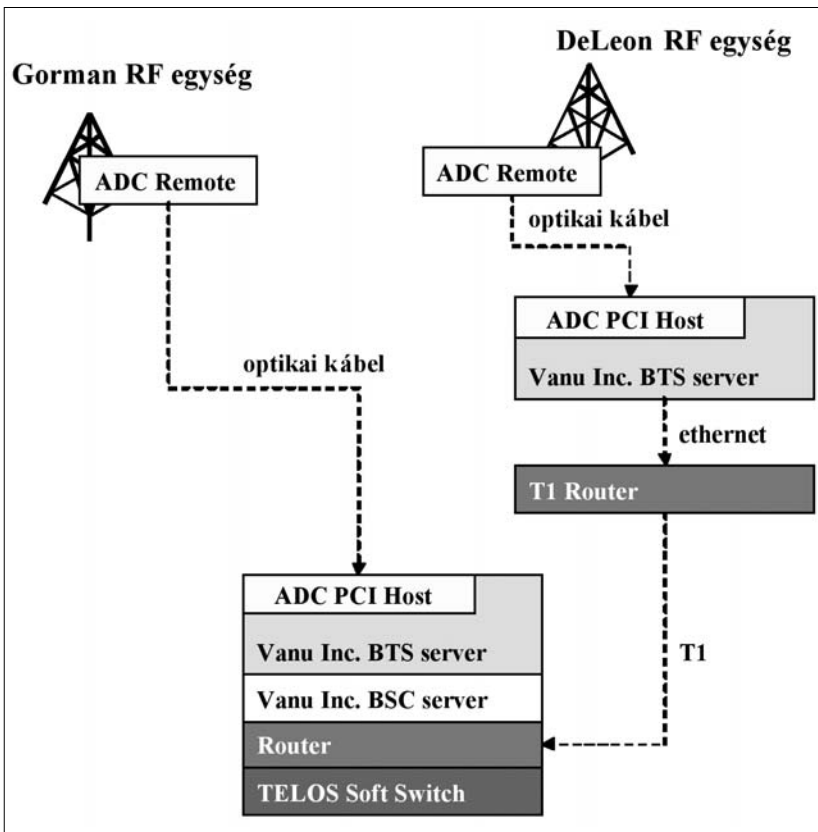 DeLeon RF egység
Gorman RF egység
ADC Remote
ADC Remote
optikai kábel
ADC PCI Host
optikai kábel
Vanu Inc. BTS server
ethernet
T1 Router
ADC PCI Host
Vanu Inc. BTS server
T1
Vanu Inc. BSC server
Router
TELOS Soft Switch